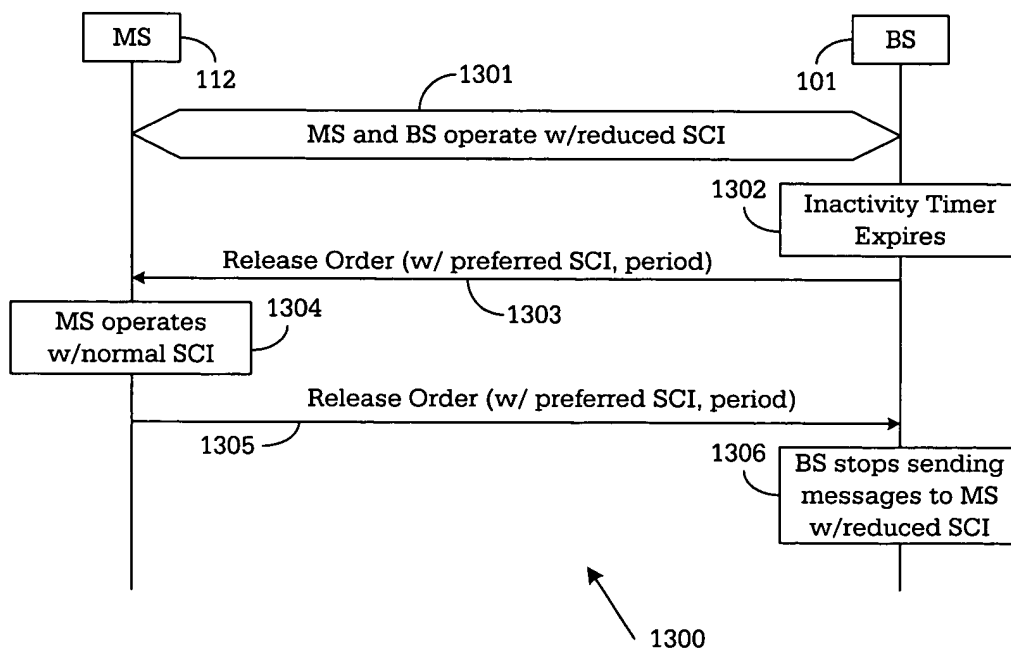 MS
BS
112
101
1301
MS and BS operate w/reduced SCI
1302
Inactivity Timer
Expires
Release Order (w/ preferred SCI, period)
1303
MS operates
w/normal SCI
1304
Release Order (w/ preferred SCI, period)
1305
1306
BS stops sending
messages to MS
w/reduced SCI
1300